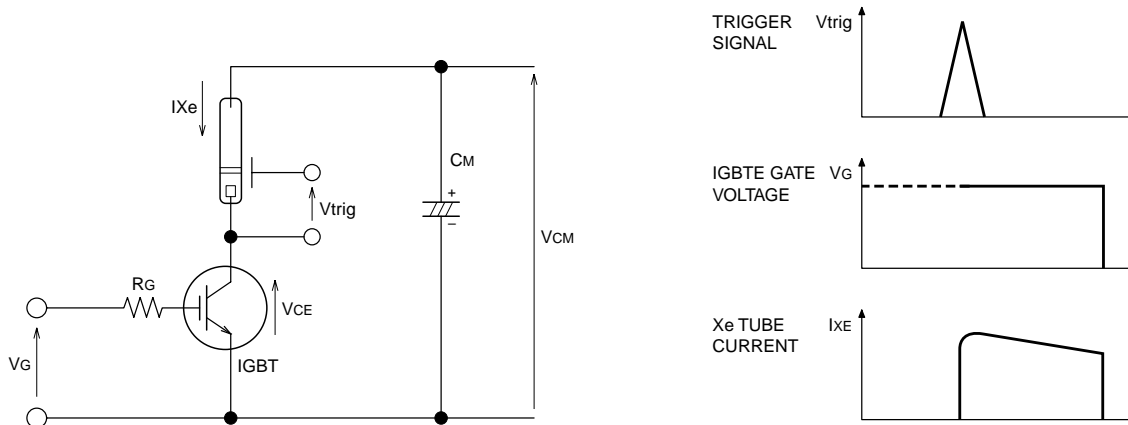 IXe
CM
+
–
Vtrig
VCM
RG
VCE
IGBT
VG
TRIGGER
SIGNAL
Vtrig
IGBTE GATE
VOLTAGE
VG
Xe TUBE
CURRENT
IXE